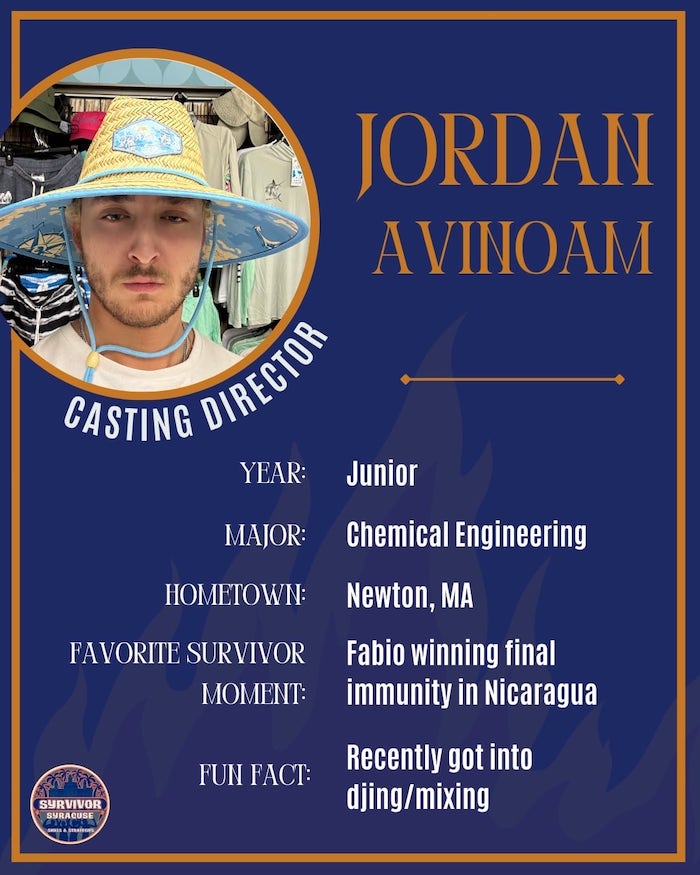 JORDAN
AVINOAM
CASTING DIRECTOR
YEAR: Junior
MAJOR: Chemical Engineering
HOMETOWN: Newton, MA
FAVORITE SURVIVOR MOMENT: Fabio winning final
immunity in Nicaragua
FUN FACT: Recently got into
djing/mixing
SURVIVOR
SYRACUSE